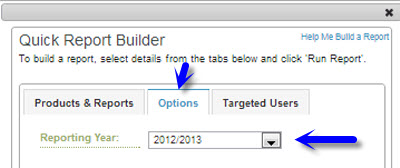 Quick Report Builder
Help Me Build a Report
To build a report, select details from the tabs below and click 'Run Report'.
Products & Reports
Options
Targeted Users
Reporting Year:
2012/2013